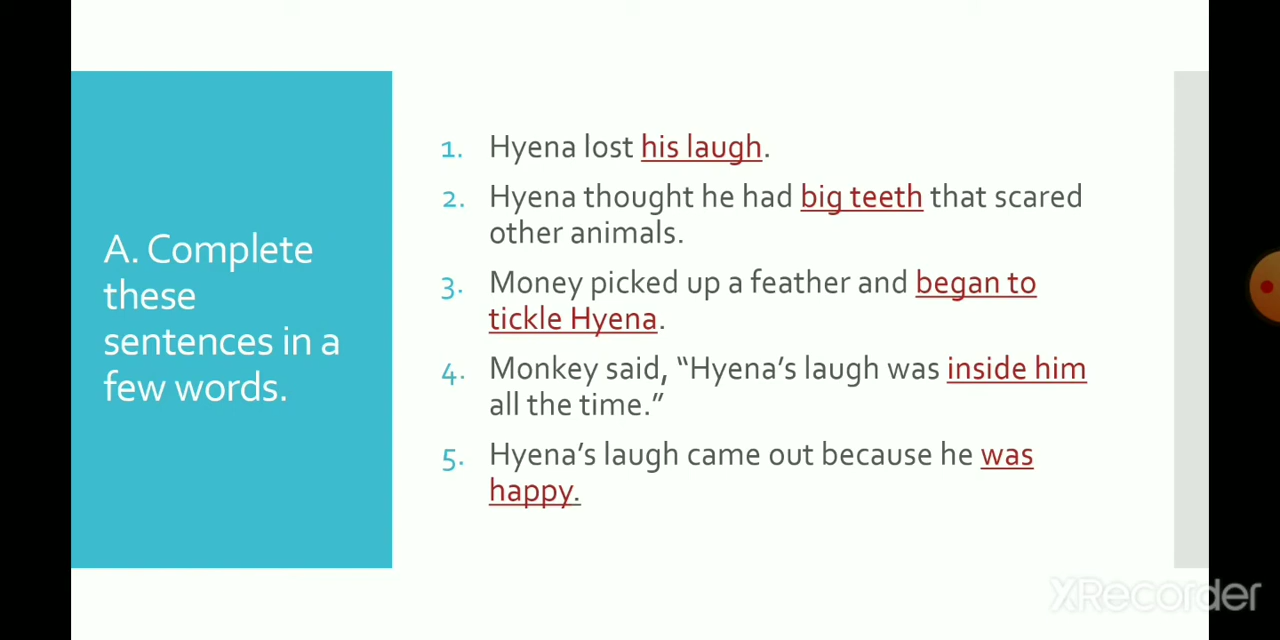 A. Complete
these
sentences in a
few words.
1. Hyena lost his laugh.
2. Hyena thought he had big teeth that scared
other animals.
3. Money picked up a feather and began to
tickle Hyena.
4. Monkey said, “Hyena’s laugh was inside him
all the time.”
5. Hyena’s laugh came out because he was
happy.
XRecorder